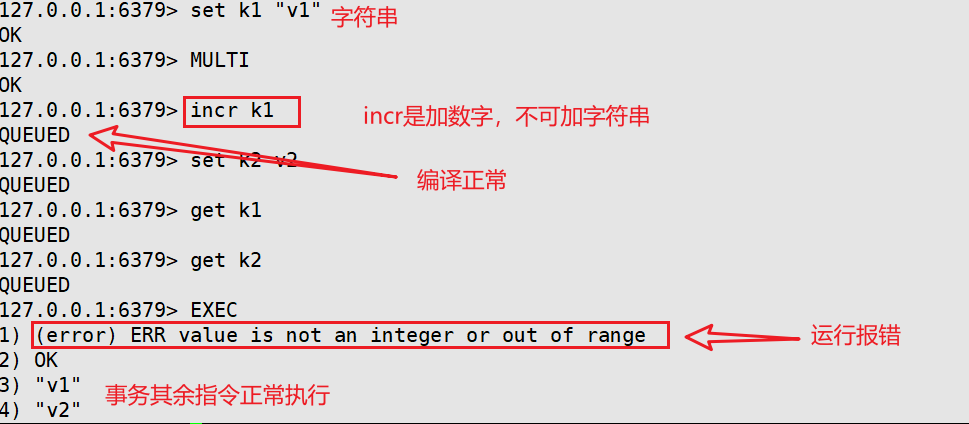 127.0.0.1:6379> set k1 "v1" 字符串
OK
127.0.0.1:6379> MULTI
OK
127.0.0.1:6379> incr k1 incr是加数字，不可加字符串
QUEUED
127.0.0.1:6379> set k2 v2
编译正常
QUEUED
127.0.0.1:6379> get k1
QUEUED
127.0.0.1:6379> get k2
QUEUED
127.0.0.1:6379> EXEC
1) (error) ERR value is not an integer or out of range 运行报错
2) OK
3) "v1" 事务其余指令正常执行
4) "v2"